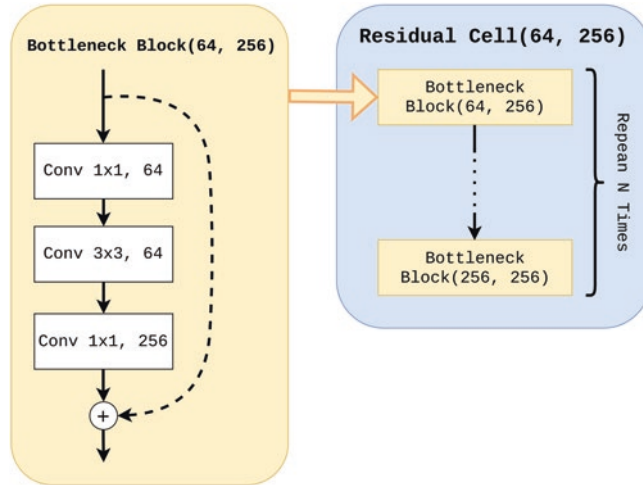 Bottleneck Block(64, 256)
Conv 1x1, 64
Conv 3x3, 64
Conv 1x1, 256
+
Residual Cell(64, 256)
Bottleneck
Block(64, 256)
Bottleneck
Block(256, 256)
Repean N Times